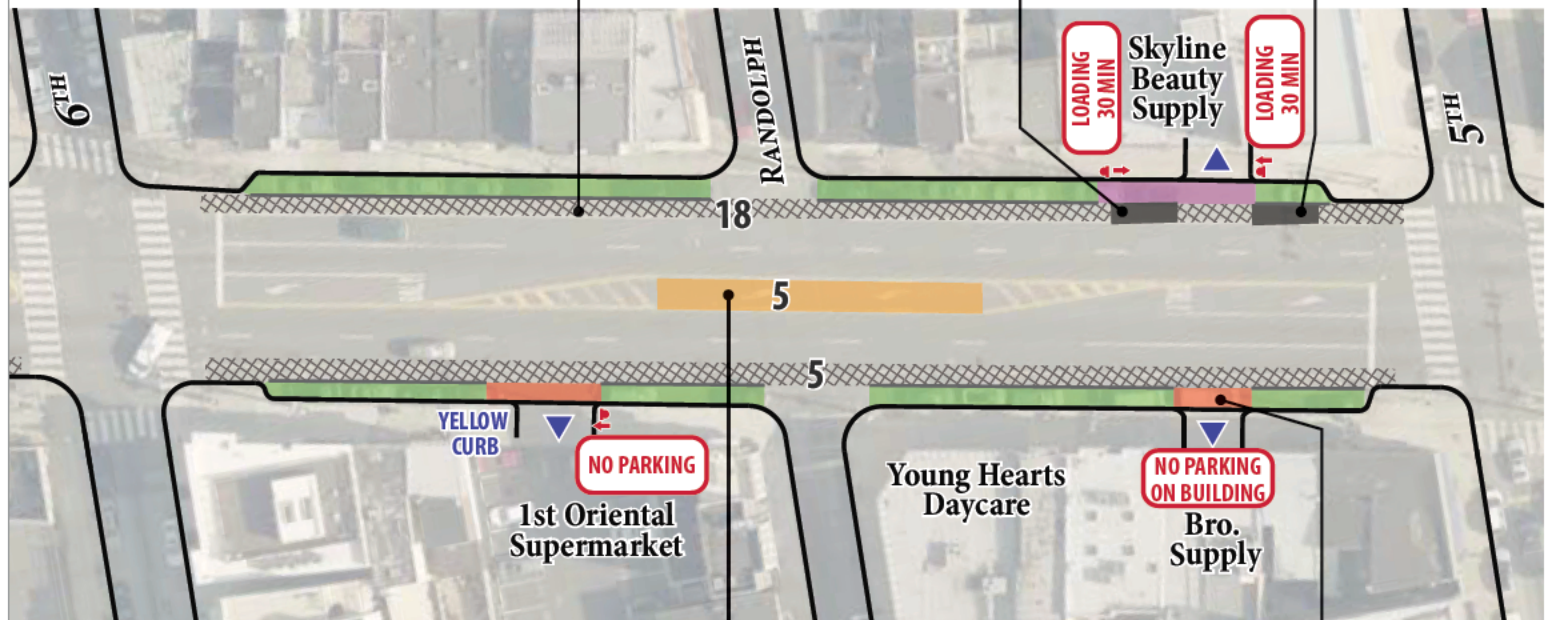 6TH
RANDOLPH
LOADING
30 MIN
Skyline
Beauty
Supply
LOADING
30 MIN
5TH
18
5
5
YELLOW
CURB
NO PARKING
1st Oriental
Supermarket
Young Hearts
Daycare
NO PARKING
ON BUILDING
Bro.
Supply